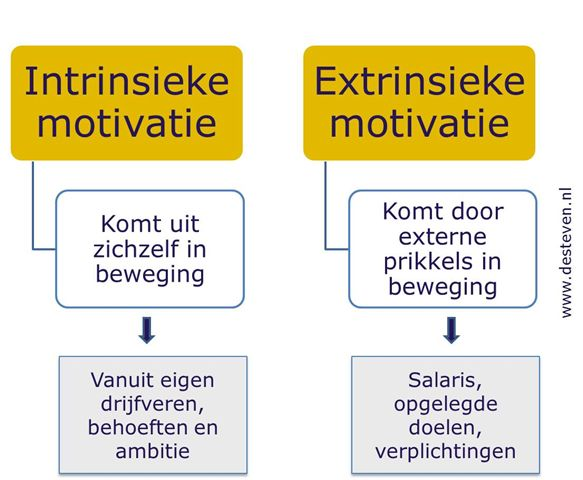 Intrinsieke
motivatie
Komt uit
zichzelf in
beweging
Vanuit eigen
drijfveren,
behoeften en
ambitie
Extrinsieke
motivatie
Komt door
externe
prikkels in
beweging
Salaris,
opgelegde
doelen,
verplichtingen
www.desteven.nl